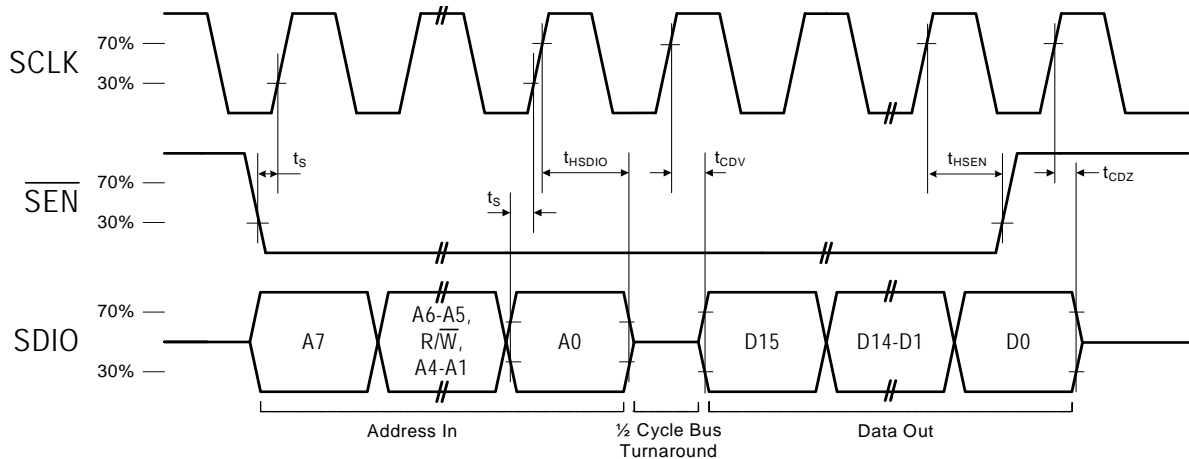 SCLK
70%
30%
SEN
70%
30%
tS
tS
tHSDIO
tCDV
tHSEN
tCDZ
SDIO
70%
30%
A7
A6-A5,
R/W,
A4-A1
A0
D15
D14-D1
D0
Address In
½ Cycle Bus
Turnaround
Data Out